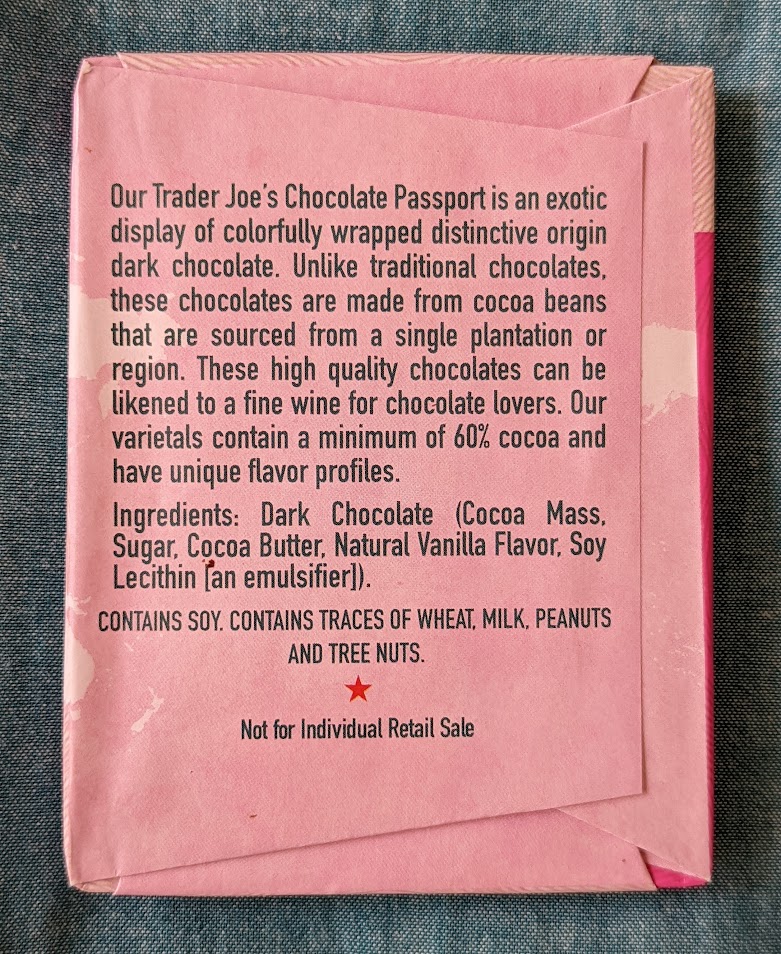 Our Trader Joe's Chocolate Passport is an exotic
display of colorfully wrapped distinctive origin
dark chocolate. Unlike traditional chocolates,
these chocolates are made from cocoa beans
that are sourced from a single plantation or
region. These high quality chocolates can be
likened to a fine wine for chocolate lovers. Our
varietals contain a minimum of 60% cocoa and
have unique flavor profiles.
Ingredients: Dark Chocolate (Cocoa Mass,
Sugar, Cocoa Butter, Natural Vanilla Flavor, Soy
Lecithin [an emulsifier]).
CONTAINS SOY. CONTAINS TRACES OF WHEAT, MILK, PEANUTS
AND TREE NUTS.
Not for Individual Retail Sale